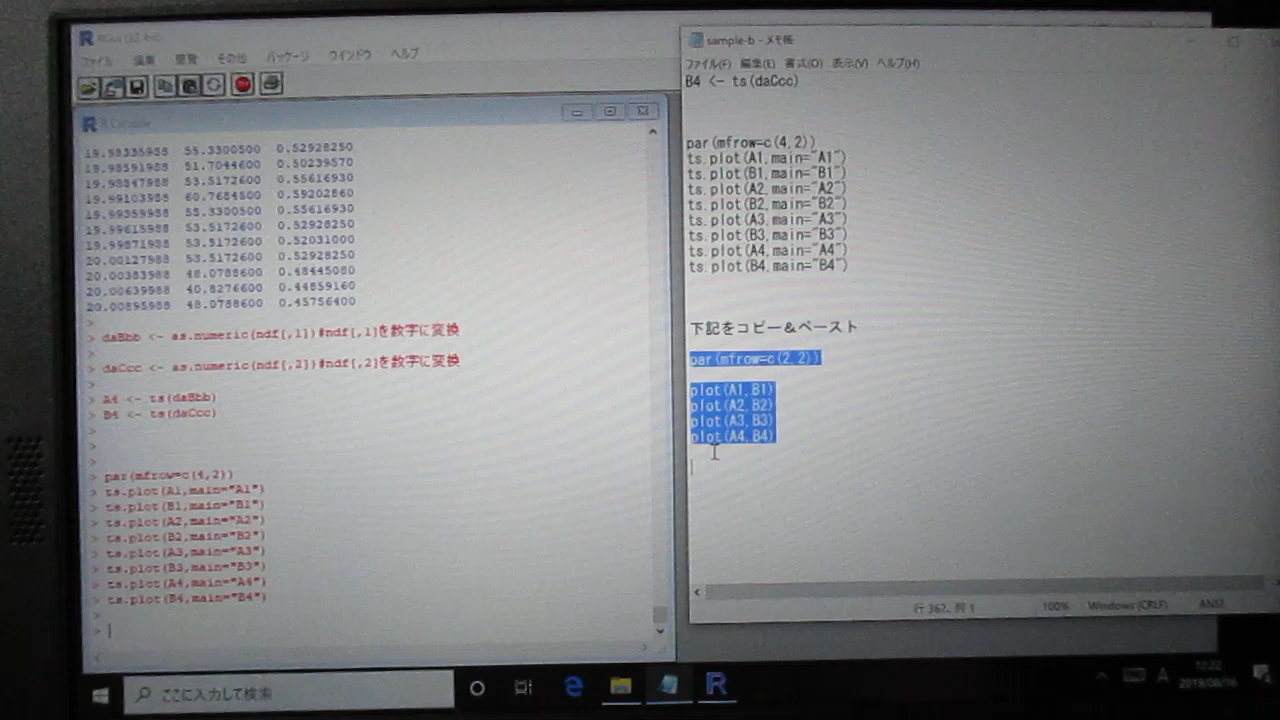 RGui (32-bit)
ファイル 編集 閲覧 その他 パッケージ ウインドウ ヘルプ
R Console
19.98335988 55.3300500 0.52928250
19.98591988 51.7044600 0.50239570
19.98847988 53.5172600 0.55616930
19.99103988 60.7684500 0.59202860
19.99359988 55.3300500 0.55616930
19.99615988 53.5172600 0.52928250
19.99871988 53.5172600 0.52031000
20.00127988 53.5172600 0.52928250
20.00383988 48.0788600 0.48445080
20.00639988 40.8276600 0.44859160
20.00895988 48.0788600 0.45756400
>
> daBbb <- as.numeric(ndf[,1])#ndf[,1]を数字に変換
>
> daCcc <- as.numeric(ndf[,2])#ndf[,2]を数字に変換
>
> A4 <- ts(daBbb)
> B4 <- ts(daCcc)
>
>
>
> par(mfrow=c(4,2))
> ts.plot(A1,main="A1")
> ts.plot(B1,main="B1")
> ts.plot(A2,main="A2")
> ts.plot(B2,main="B2")
> ts.plot(A3,main="A3")
> ts.plot(B3,main="B3")
> ts.plot(A4,main="A4")
> ts.plot(B4,main="B4")
>
>
sample-b - メモ帳
ファイル(F) 編集(E) 書式(O) 表示(V) ヘルプ(H)
B4 <- ts(daCcc)
par(mfrow=c(4,2))
ts.plot(A1,main="A1")
ts.plot(B1,main="B1")
ts.plot(A2,main="A2")
ts.plot(B2,main="B2")
ts.plot(A3,main="A3")
ts.plot(B3,main="B3")
ts.plot(A4,main="A4")
ts.plot(B4,main="B4")
下記をコピー&ペースト
par(mfrow=c(2,2))
plot(A1,B1)
plot(A2,B2)
plot(A3,B3)
plot(A4,B4)
行 362、列 1 100% Windows (CRLF) ANSI
ここに入力して検索
A
12:22
2019/08/16